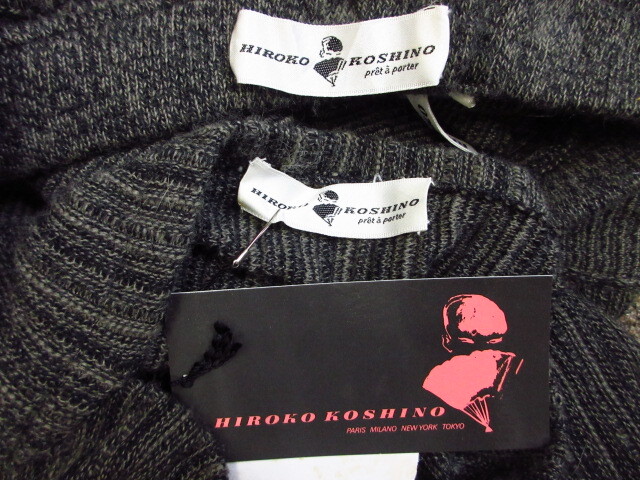 HIROKO KOSHINO
prêt à porter
HIROKO KOSHINO
prêt à porter
HIROKO KOSHINO
PARIS MILANO NEW YORK TOKYO